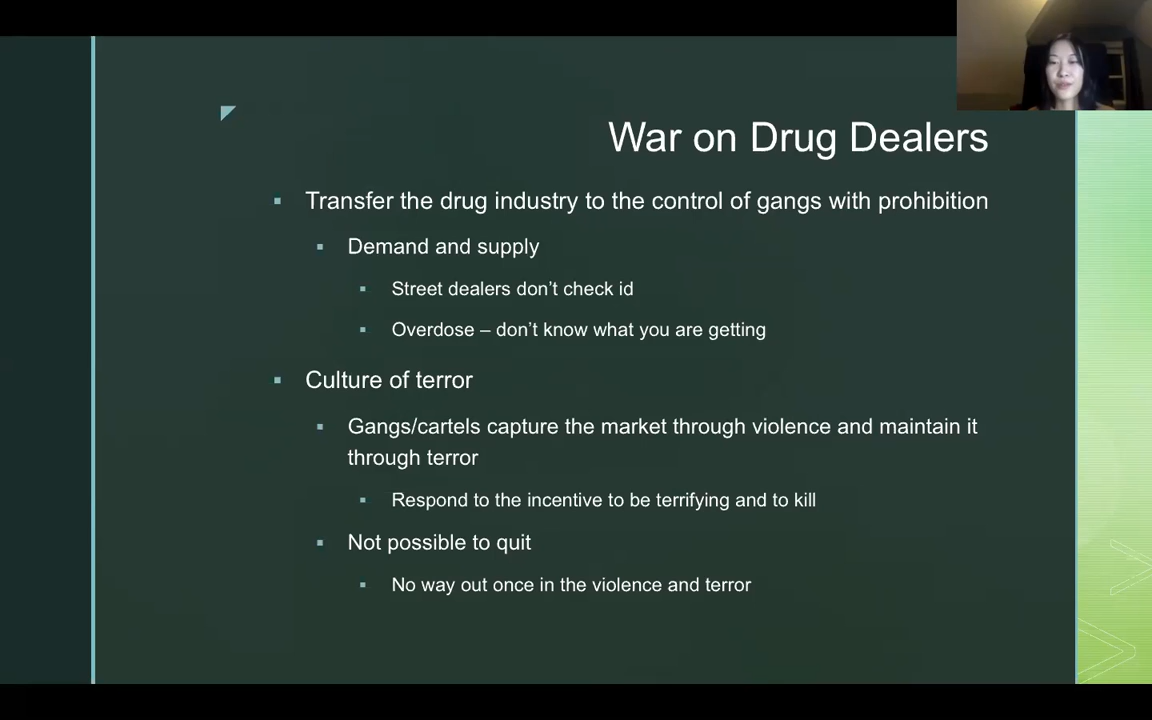 War on Drug Dealers
▪ Transfer the drug industry to the control of gangs with prohibition
▪ Demand and supply
▪ Street dealers don’t check id
▪ Overdose – don’t know what you are getting
▪ Culture of terror
▪ Gangs/cartels capture the market through violence and maintain it
through terror
▪ Respond to the incentive to be terrifying and to kill
▪ Not possible to quit
▪ No way out once in the violence and terror